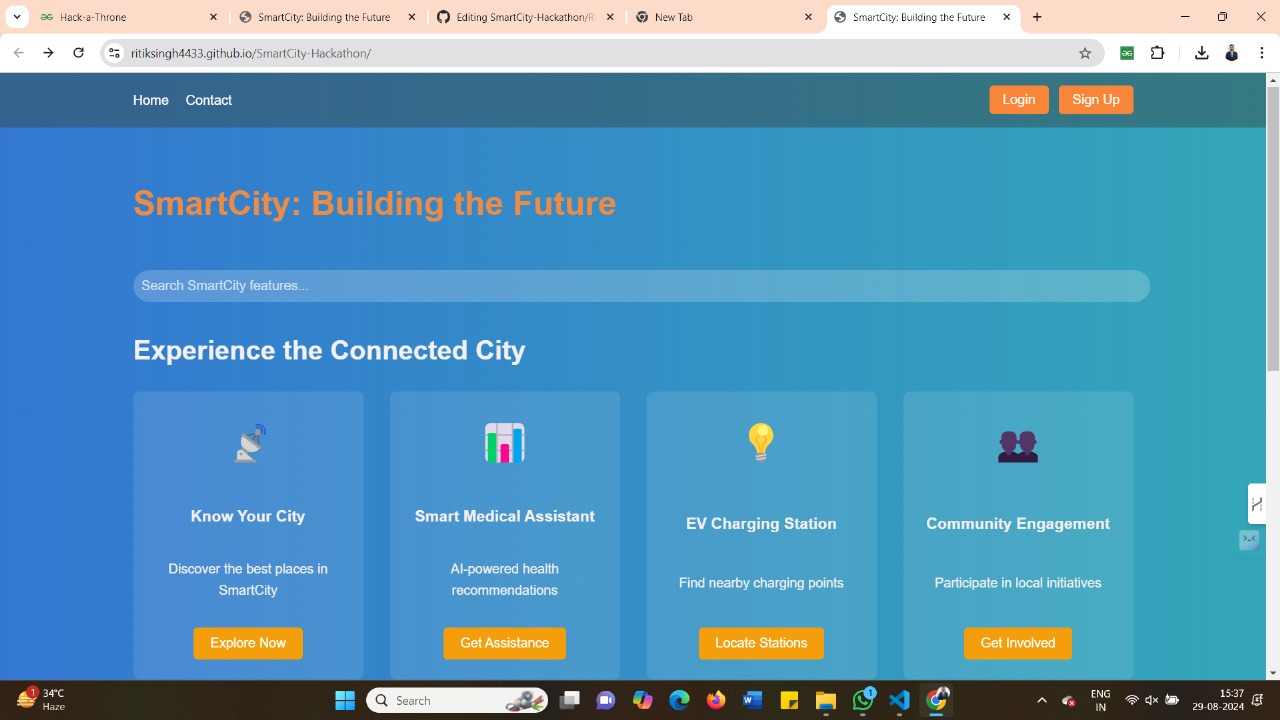 Hack-a-Throne
SmartCity: Building the Future
Editing SmartCity-Hackathon/R
New Tab
SmartCity: Building the Future
ritiksingh4433.github.io/SmartCity-Hackathon/
Home Contact Login Sign Up
SmartCity: Building the Future
Search SmartCity features...
Experience the Connected City
Know Your City
Discover the best places in
SmartCity
Explore Now
Smart Medical Assistant
AI-powered health
recommendations
Get Assistance
EV Charging Station
Find nearby charging points
Locate Stations
Community Engagement
Participate in local initiatives
Get Involved
1
34°C
Haze
Search
1
ENG
IN
15:37
29-08-2024